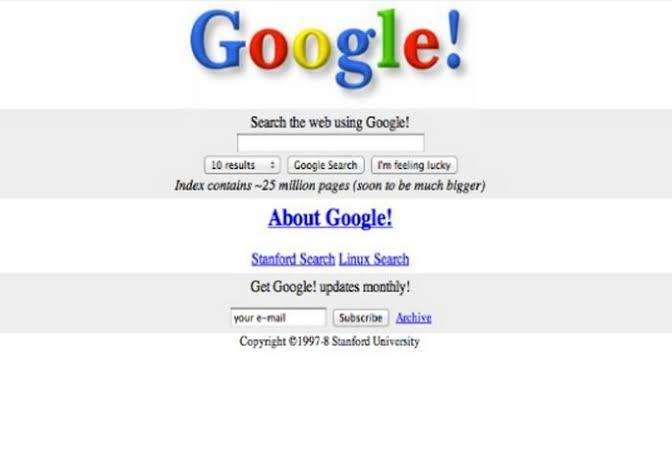 Google!
Search the web using Google!
10 results Google Search I'm feeling lucky
Index contains ~25 million pages (soon to be much bigger)
About Google!
Stanford Search Linux Search
Get Google! updates monthly!
your e-mail Subscribe Archive
Copyright ©1997-8 Stanford University